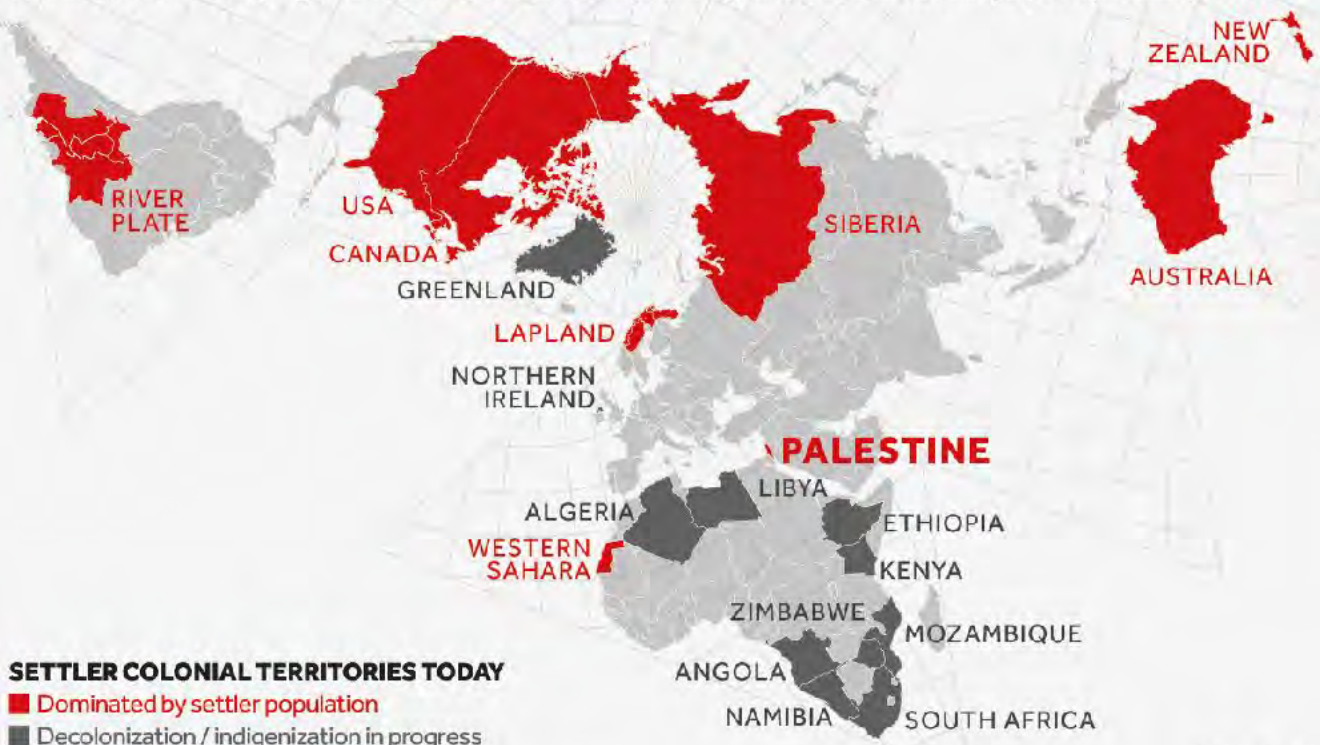 NEW
ZEALAND
RIVER
PLATE
USA
SIBERIA
CANADA
AUSTRALIA
GREENLAND
LAPLAND
NORTHERN
IRELAND
PALESTINE
LIBYA
ALGERIA
ETHIOPIA
WESTERN
SAHARA
KENYA
ZIMBABWE
MOZAMBIQUE
ANGOLA
NAMIBIA
SOUTH AFRICA
SETTLER COLONIAL TERRITORIES TODAY
Dominated by settler population
Decolonization / indigenization in progress